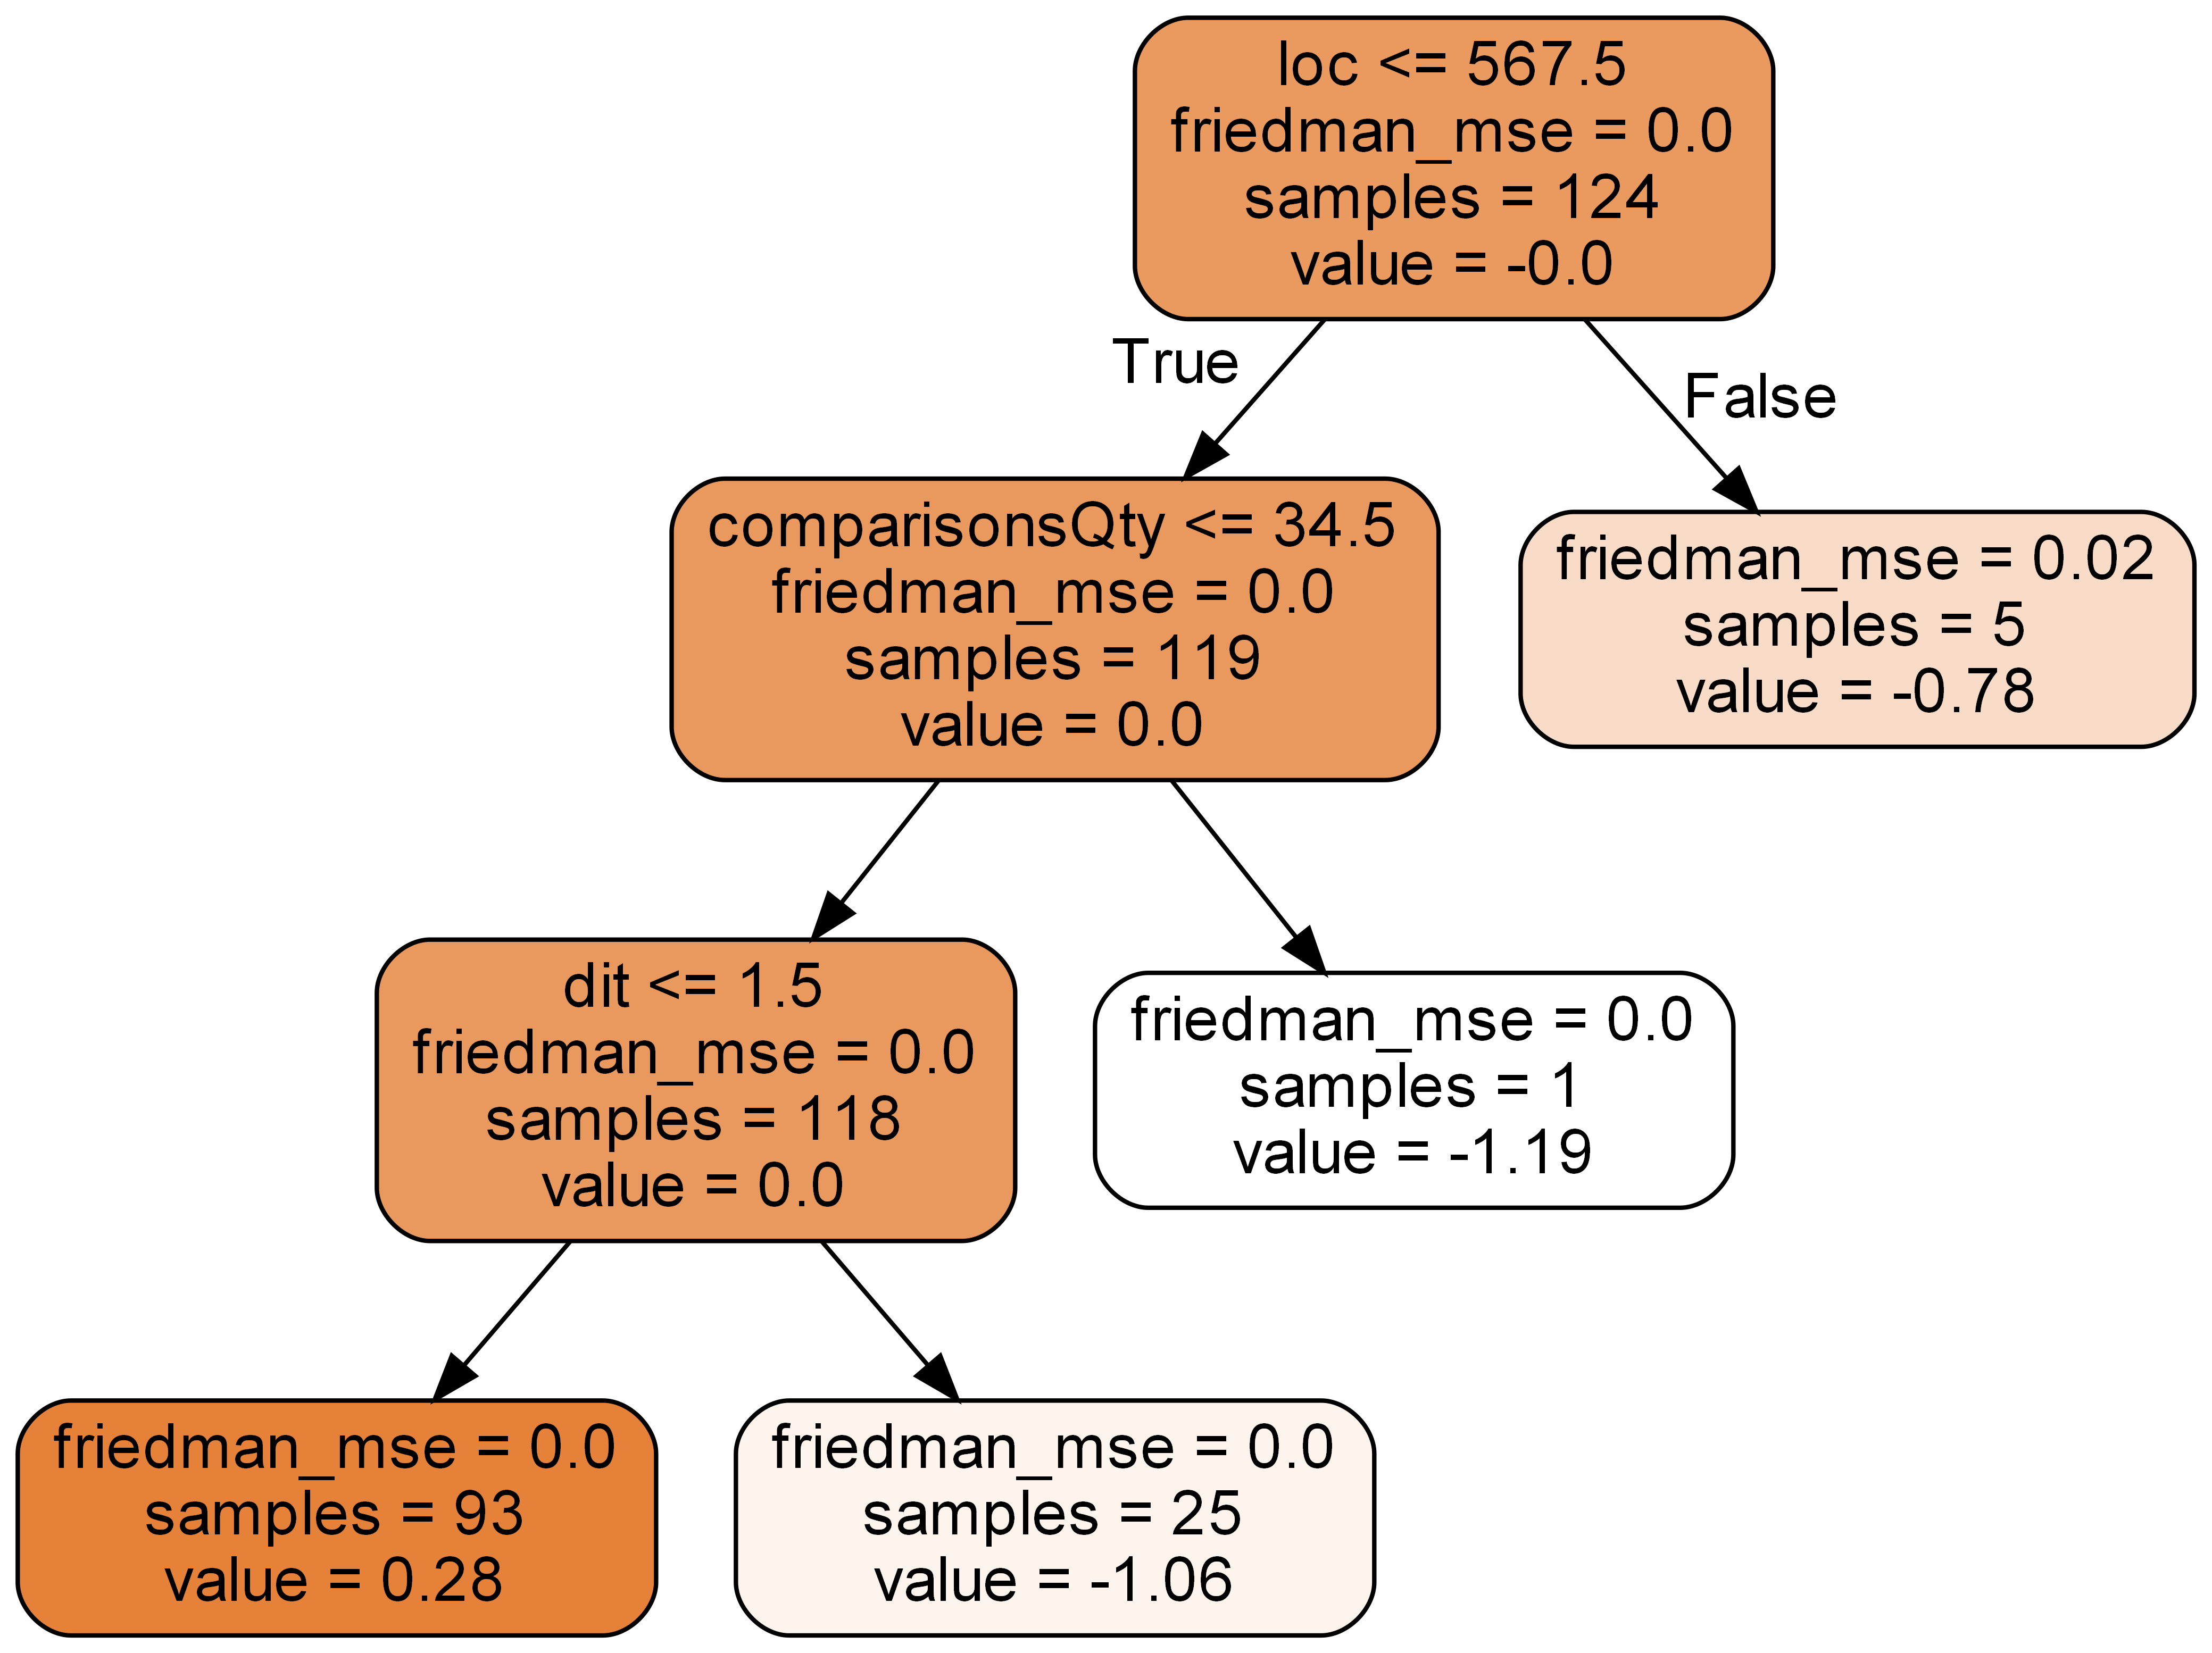 loc <= 567.5
friedman_mse = 0.0
samples = 124
value = -0.0
True
False
comparisonsQty <= 34.5
friedman_mse = 0.0
samples = 119
value = 0.0
friedman_mse = 0.02
samples = 5
value = -0.78
dit <= 1.5
friedman_mse = 0.0
samples = 118
value = 0.0
friedman_mse = 0.0
samples = 1
value = -1.19
friedman_mse = 0.0
samples = 93
value = 0.28
friedman_mse = 0.0
samples = 25
value = -1.06